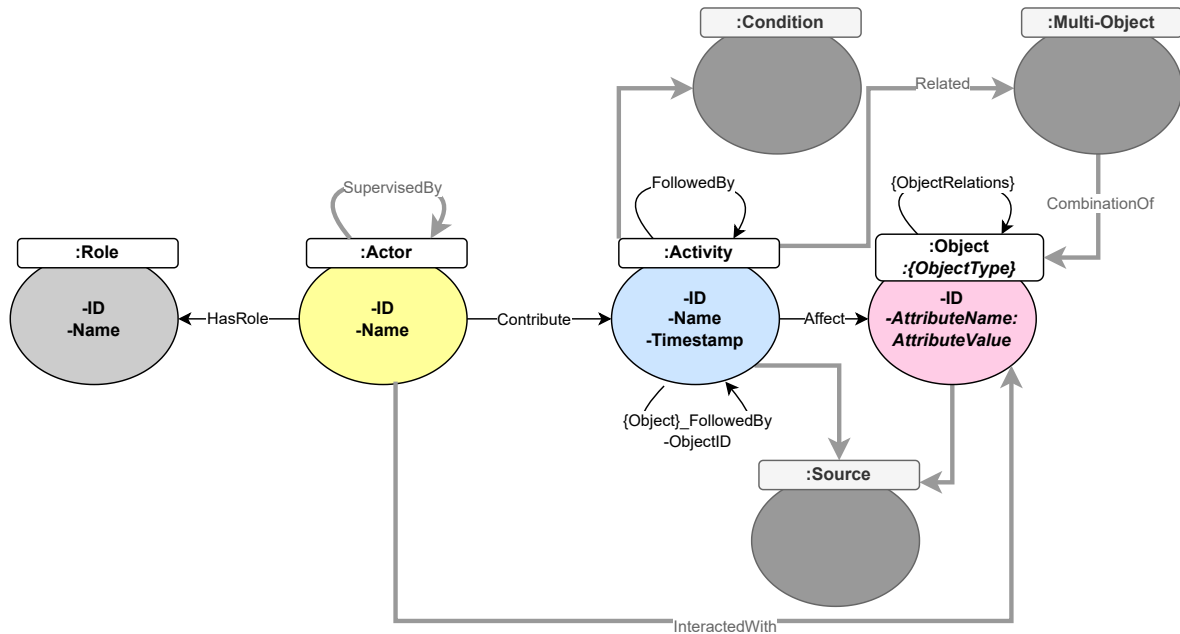 :Condition
:Multi-Object
Related
SupervisedBy
FollowedBy
{ObjectRelations}
CombinationOf
:Role
:Actor
:Activity
:Object
:{ObjectType}
-ID
-Name
HasRole
-ID
-Name
Contribute
-ID
-Name
-Timestamp
Affect
-ID
-AttributeName:
AttributeValue
{Object}_FollowedBy
-ObjectID
:Source
InteractedWith